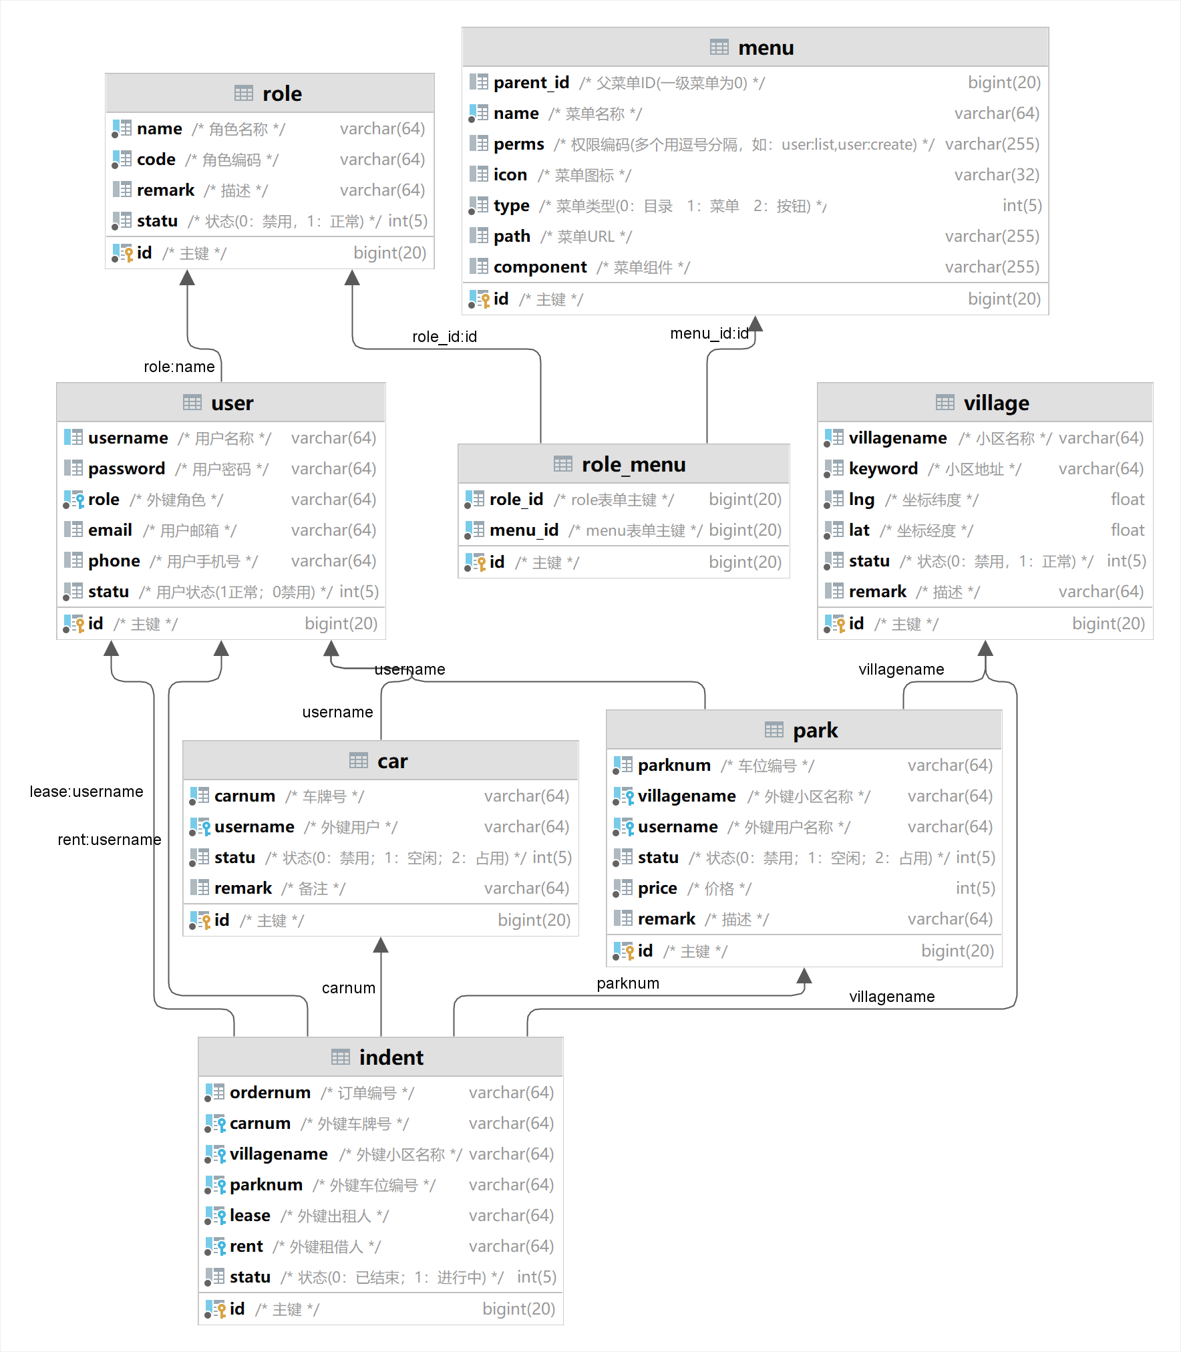 menu
parent_id /* 父菜单ID(一级菜单为0) */ bigint(20)
name /* 菜单名称 */ varchar(64)
perms /* 权限编码(多个用逗号分隔，如：user:list,user:create) */ varchar(255)
icon /* 菜单图标 */ varchar(32)
type /* 菜单类型(0：目录 1：菜单 2：按钮) */ int(5)
path /* 菜单URL */ varchar(255)
component /* 菜单组件 */ varchar(255)
id /* 主键 */ bigint(20)
role
name /* 角色名称 */ varchar(64)
code /* 角色编码 */ varchar(64)
remark /* 描述 */ varchar(64)
statu /* 状态(0：禁用，1：正常) */ int(5)
id /* 主键 */ bigint(20)
role_id:id
menu_id:id
role:name
user
username /* 用户名称 */ varchar(64)
password /* 用户密码 */ varchar(64)
role /* 外键角色 */ varchar(64)
email /* 用户邮箱 */ varchar(64)
phone /* 用户手机号 */ varchar(64)
statu /* 用户状态(1正常；0禁用) */ int(5)
id /* 主键 */ bigint(20)
role_menu
role_id /* role表单主键 */ bigint(20)
menu_id /* menu表单主键 */ bigint(20)
id /* 主键 */ bigint(20)
village
villagename /* 小区名称 */ varchar(64)
keyword /* 小区地址 */ varchar(64)
lng /* 坐标纬度 */ float
lat /* 坐标经度 */ float
statu /* 状态(0：禁用，1：正常) */ int(5)
remark /* 描述 */ varchar(64)
id /* 主键 */ bigint(20)
username
villagename
username
car
carnum /* 车牌号 */ varchar(64)
username /* 外键用户 */ varchar(64)
statu /* 状态(0：禁用；1：空闲；2：占用) */ int(5)
remark /* 备注 */ varchar(64)
id /* 主键 */ bigint(20)
park
parknum /* 车位编号 */ varchar(64)
villagename /* 外键小区名称 */ varchar(64)
username /* 外键用户名称 */ varchar(64)
statu /* 状态(0：禁用；1：空闲；2：占用) */ int(5)
price /* 价格 */ int(5)
remark /* 描述 */ varchar(64)
id /* 主键 */ bigint(20)
lease:username
rent:username
carnum
parknum
villagename
indent
ordernum /* 订单编号 */ varchar(64)
carnum /* 外键车牌号 */ varchar(64)
villagename /* 外键小区名称 */ varchar(64)
parknum /* 外键车位编号 */ varchar(64)
lease /* 外键出租人 */ varchar(64)
rent /* 外键租借人 */ varchar(64)
statu /* 状态(0：已结束；1：进行中) */ int(5)
id /* 主键 */ bigint(20)